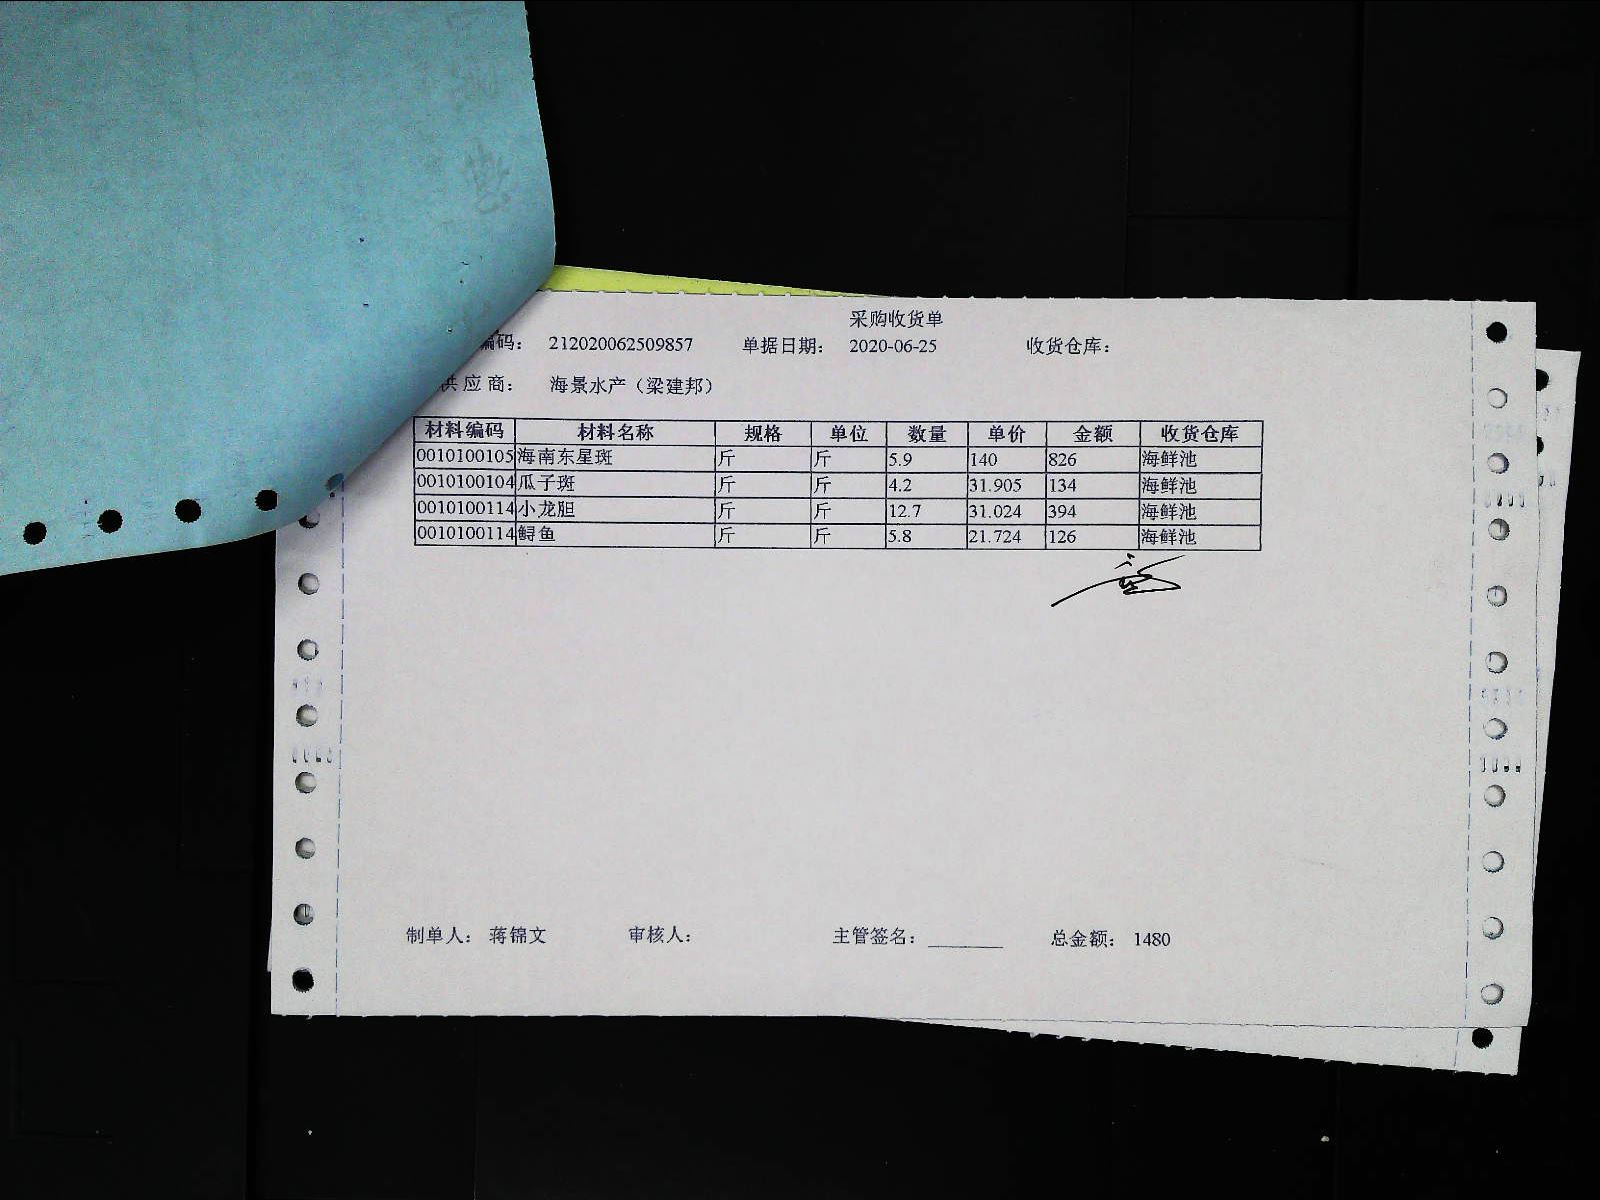 采购收货单
编码： 212020062509857 单据日期： 2020-06-25 收货仓库：
供 应 商： 海景水产（梁建邦）
材料编码 材料名称 规格 单位 数量 单价 金额 收货仓库
0010100105 海南东星斑 斤 斤 5.9 140 826 海鲜池
0010100104 瓜子斑 斤 斤 4.2 31.905 134 海鲜池
0010100114 小龙胆 斤 斤 12.7 31.024 394 海鲜池
0010100114 鲟鱼 斤 斤 5.8 21.724 126 海鲜池
制单人： 蒋锦文 审核人： 主管签名： 总金额： 1480